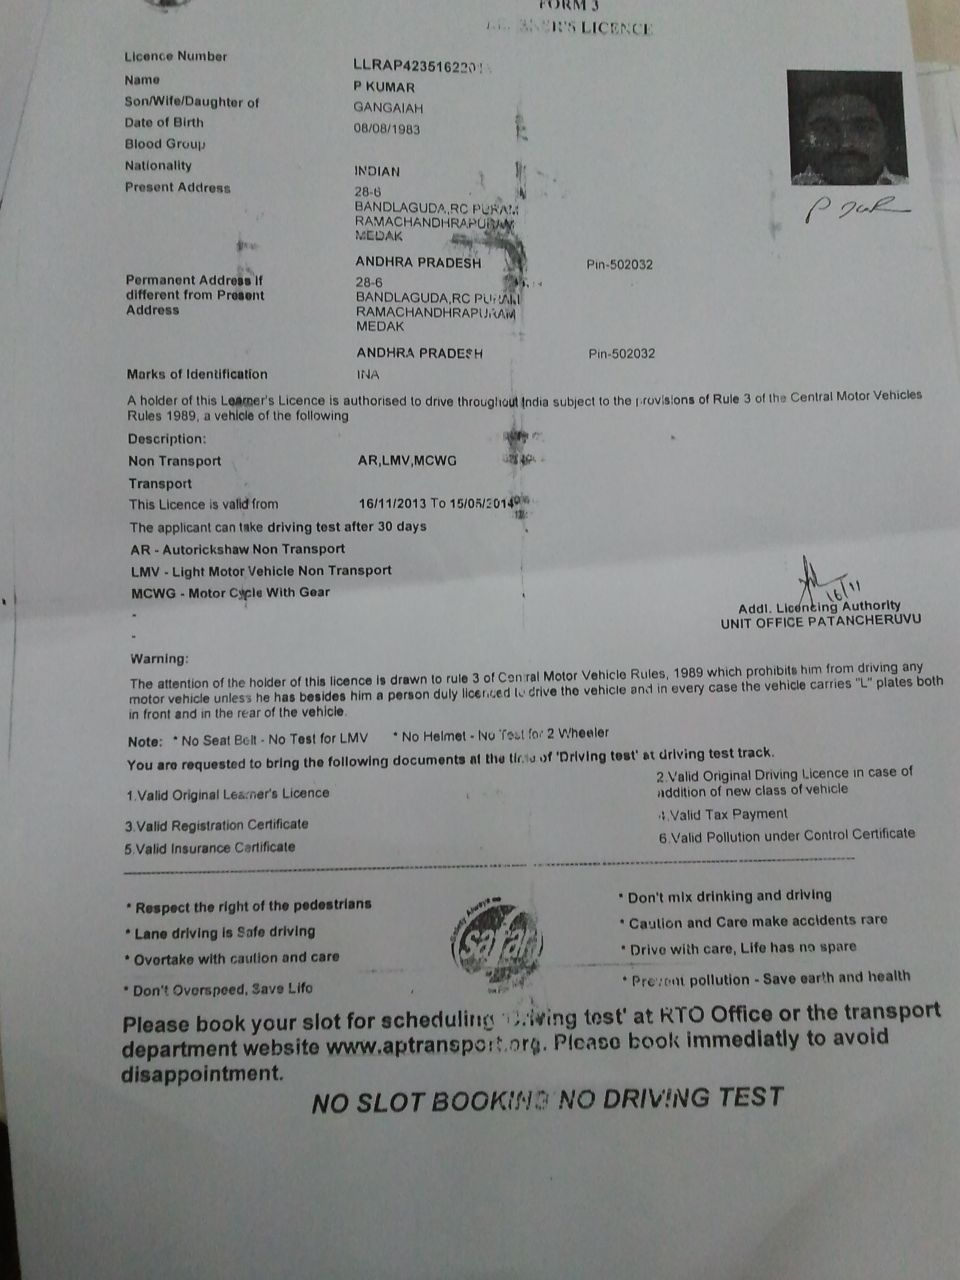 FORM 3
LICENCE
Licence Number
Name P KUMAR
Son/Wife/Daughter of GANGAIAH
Date of Birth 08/08/1983
Blood Group
Nationality INDIAN
Present Address 28-6
BANDLAGUDA,RC PURAM
RAMACHANDHRAPURAM
MEDAK
ANDHRA PRADESH Pin-502032
Permanent Address If 28-6
different from Present BANDLAGUDA,RC PURAM
Address RAMACHANDHRAPURAM
MEDAK
ANDHRA PRADESH Pin-502032
Marks of Identification INA
A holder of this Learner's Licence is authorised to drive throughout India subject to the provisions of Rule 3 of the Central Motor Vehicles
Rules 1989, a vehicle of the following
Description:
Non Transport AR,LMV,MCWG
Transport
This Licence is valid from 16/11/2013 To 15/05/2014
The applicant can take driving test after 30 days
AR - Autorickshaw Non Transport
LMV - Light Motor Vehicle Non Transport
MCWG - Motor Cycle With Gear
-
-
16/11
Addl. Licencing Authority
UNIT OFFICE PATANCHERUVU
Warning:
The attention of the holder of this licence is drawn to rule 3 of Central Motor Vehicle Rules, 1989 which prohibits him from driving any
motor vehicle unless he has besides him a person duly licenced to drive the vehicle and in every case the vehicle carries "L" plates both
in front and in the rear of the vehicle.
Note: * No Seat Belt - No Test for LMV * No Helmet - No Test for 2 Wheeler
You are requested to bring the following documents at the time of 'Driving test' at driving test track.
1.Valid Original Learner's Licence
2.Valid Original Driving Licence in case of
addition of new class of vehicle
3.Valid Registration Certificate
4.Valid Tax Payment
5.Valid Insurance Certificate
6.Valid Pollution under Control Certificate
* Respect the right of the pedestrians
* Lane driving is Safe driving
* Overtake with caution and care
* Don't Overspeed, Save Life
safari
* Don't mix drinking and driving
* Caution and Care make accidents rare
* Drive with care, Life has no spare
* Prevent pollution - Save earth and health
Please book your slot for scheduling 'Driving test' at RTO Office or the transport
department website www.aptransport.org. Please book immediatly to avoid
disappointment.
NO SLOT BOOKING NO DRIVING TEST